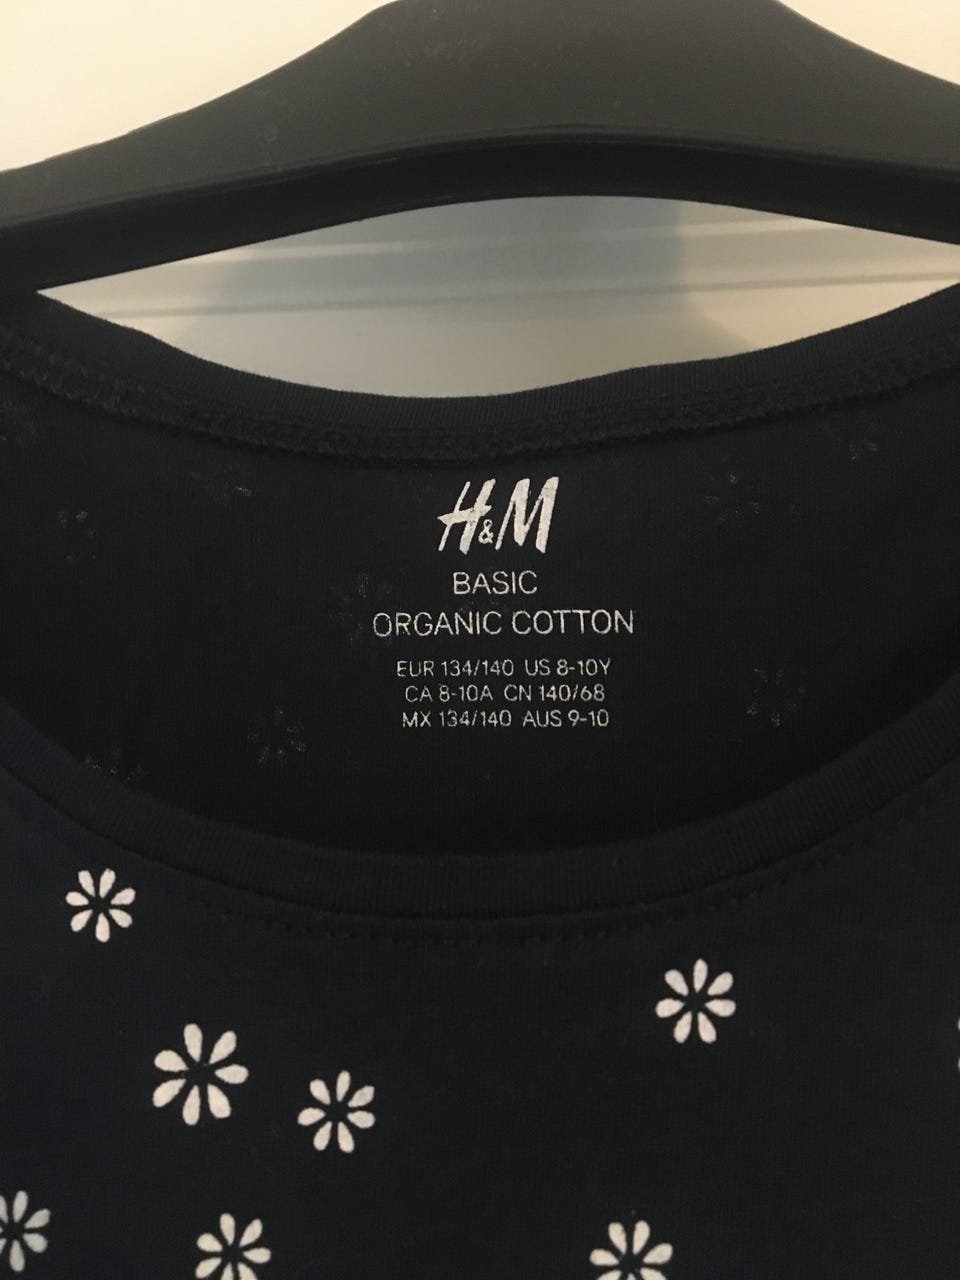 H&M
BASIC
ORGANIC COTTON
EUR 134/140 US 8-10Y
CA 8-10A CN 140/68
MX 134/140 AUS 9-10